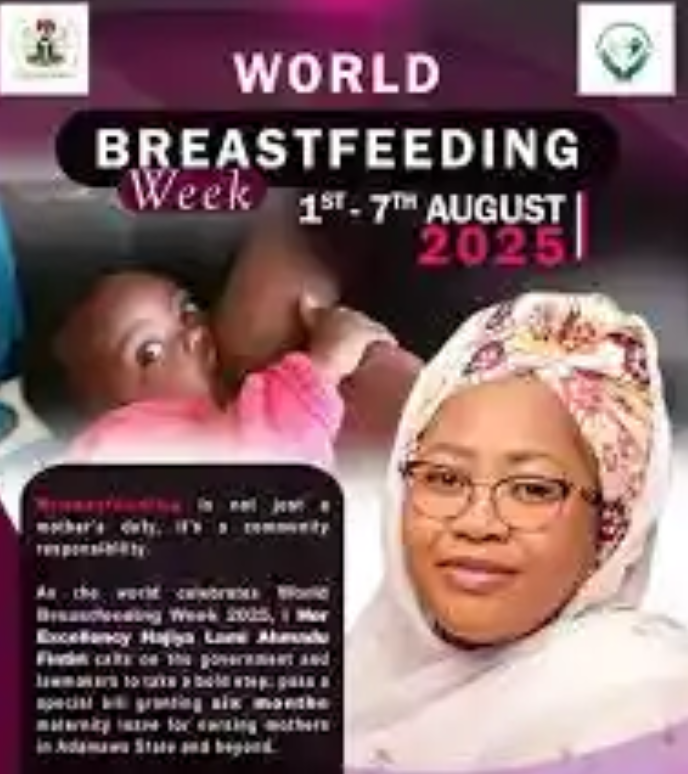 WORLD
BREASTFEEDING
Week
1ST - 7TH AUGUST
2025
Breastfeeding is not just a
mother's duty, it's a community
responsibility.
As the world celebrates World
Breastfeeding Week 2025, I Her
Excellency Hajiya Lami Ahmadu
Fintiri calls on the government and
lawmakers to take a bold step: pass a
special bill granting six months
maternity leave for nursing mothers
in Adamawa State and beyond.